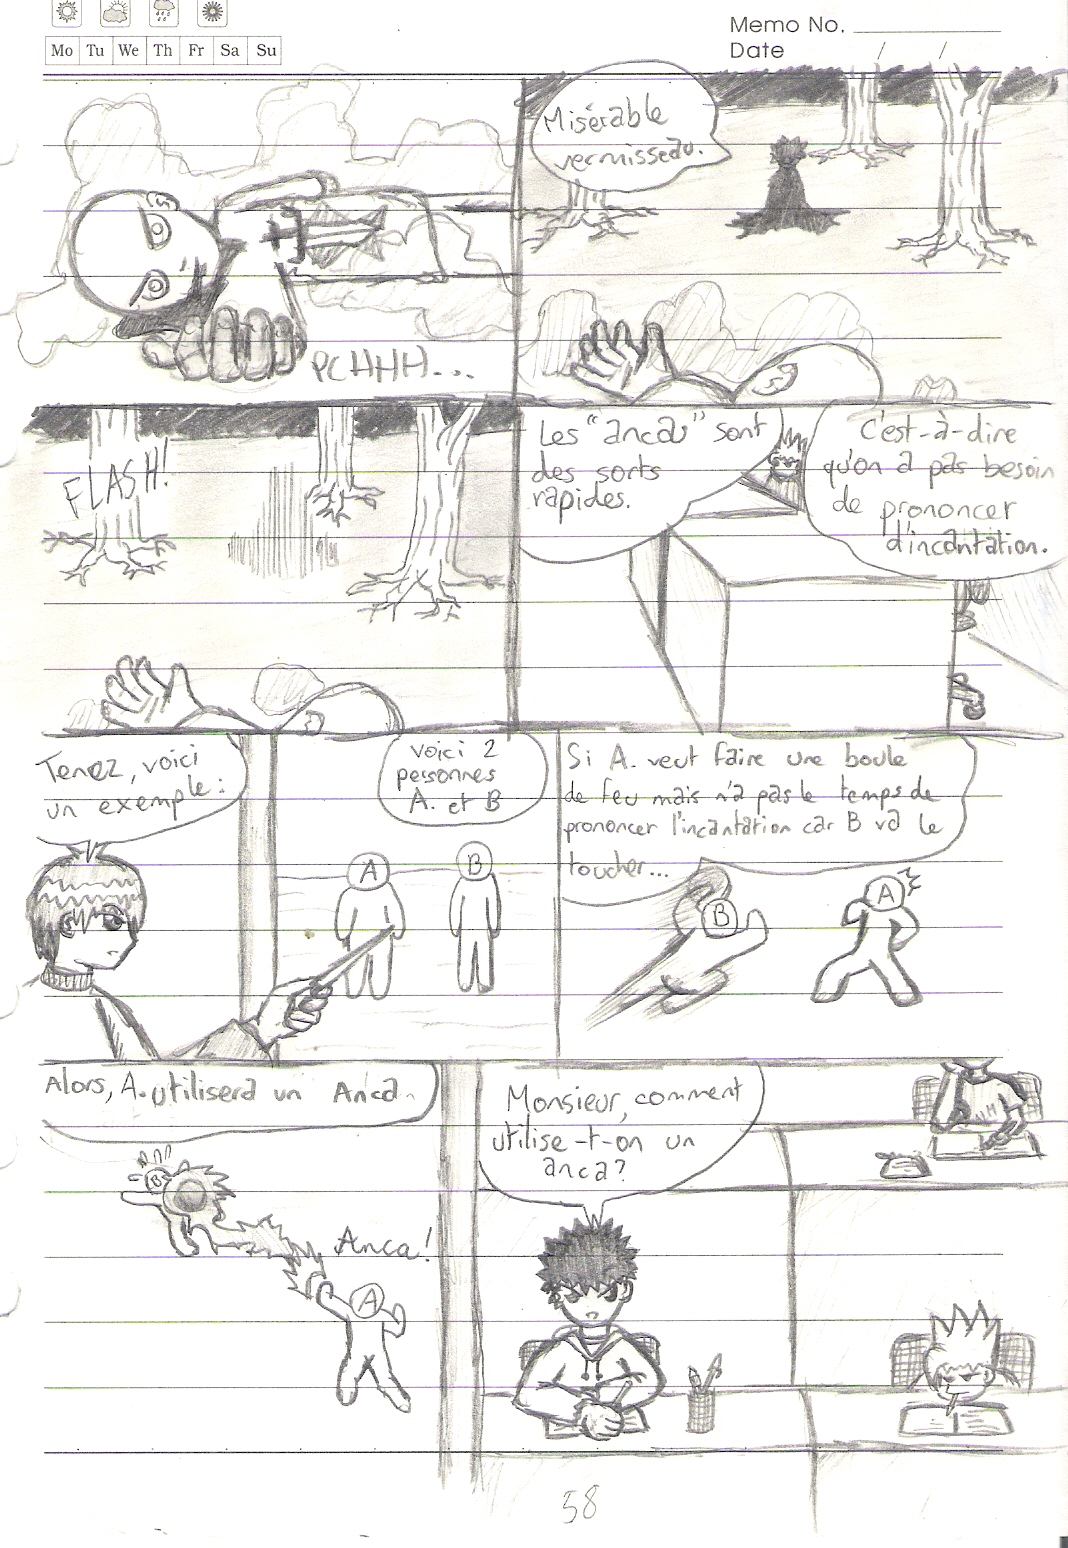 Memo No.
Mo Tu We Th Fr Sa Su
Date / /
Misérable
vermisseau.
PCHHH...
FLASH!
Les "ancas" sont
des sorts
rapides.
C'est-à-dire
qu'on a pas besoin
de prononcer
d'incantation.
Tenez, voici
un exemple :
voici 2
personnes
A. et B
A
B
Si A. veut faire une boule
de feu mais n'a pas le temps de
prononcer l'incantation car B va le
toucher...
B
A
Alors, A. utilisera un Anca.
B
Anca!
A
Monsieur, comment
utilise-t-on un
anca?
58